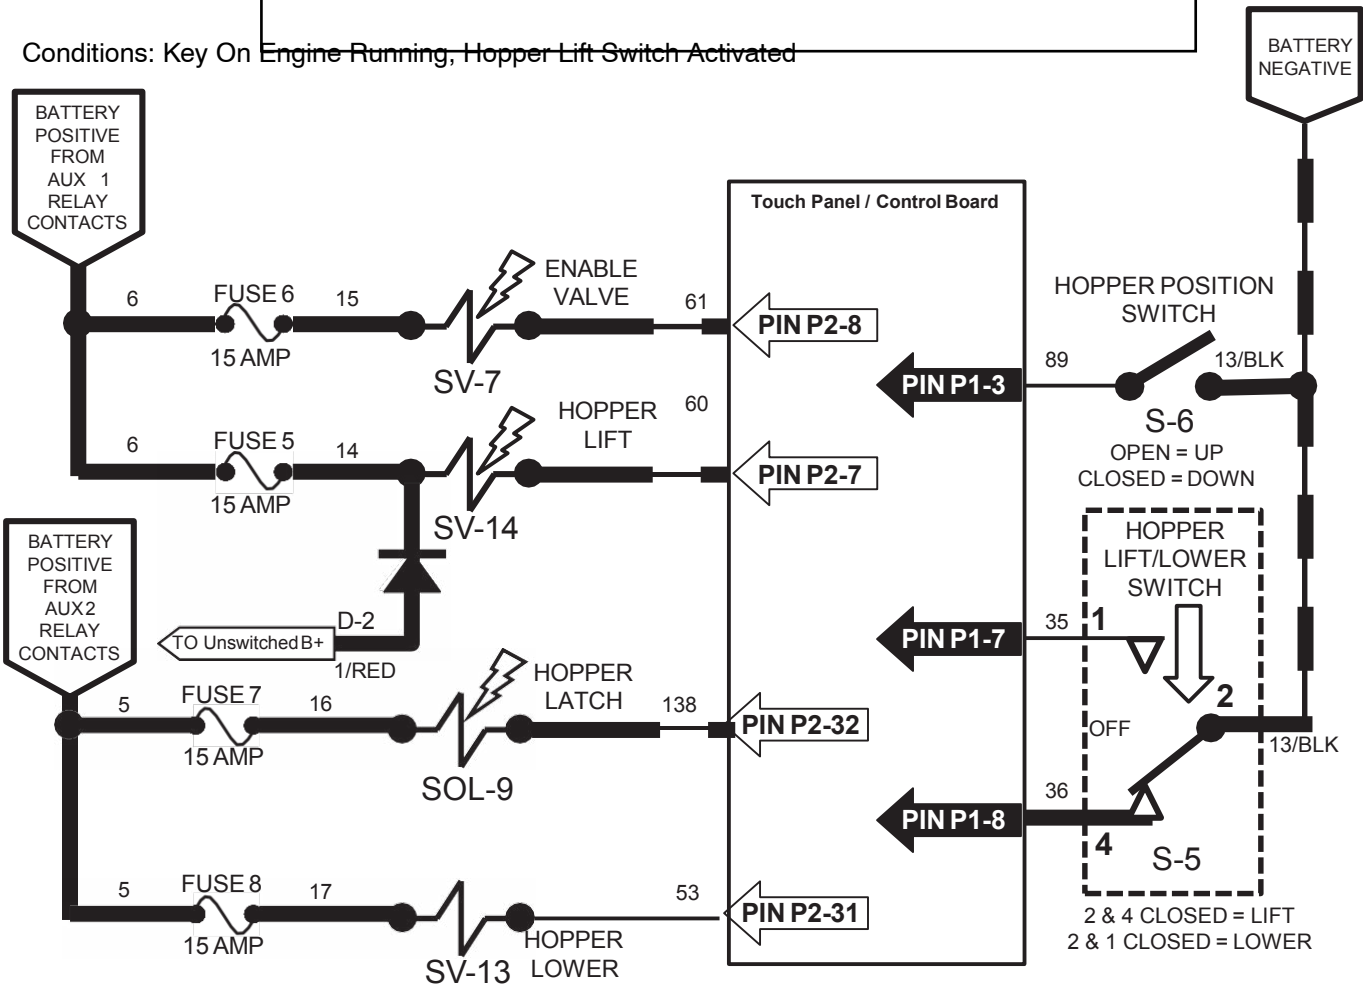 Conditions: Key On Engine Running, Hopper Lift Switch Activated
BATTERY
NEGATIVE
BATTERY
POSITIVE
FROM
AUX 1
RELAY
CONTACTS
Touch Panel / Control Board
6
FUSE 6
15 AMP
15
SV-7
ENABLE
VALVE
61
PIN P2-8
PIN P1-3
89
HOPPER POSITION
SWITCH
13/BLK
S-6
OPEN = UP
CLOSED = DOWN
6
FUSE 5
15 AMP
14
SV-14
HOPPER
LIFT
60
PIN P2-7
BATTERY
POSITIVE
FROM
AUX2
RELAY
CONTACTS
TO Unswitched B+
D-2
1/RED
HOPPER
LIFT/LOWER
SWITCH
PIN P1-7
35
1
2
OFF
13/BLK
5
FUSE 7
15 AMP
16
SOL-9
HOPPER
LATCH
138
PIN P2-32
PIN P1-8
36
4
S-5
5
FUSE 8
15 AMP
17
SV-13
HOPPER
LOWER
53
PIN P2-31
2 & 4 CLOSED = LIFT
2 & 1 CLOSED = LOWER